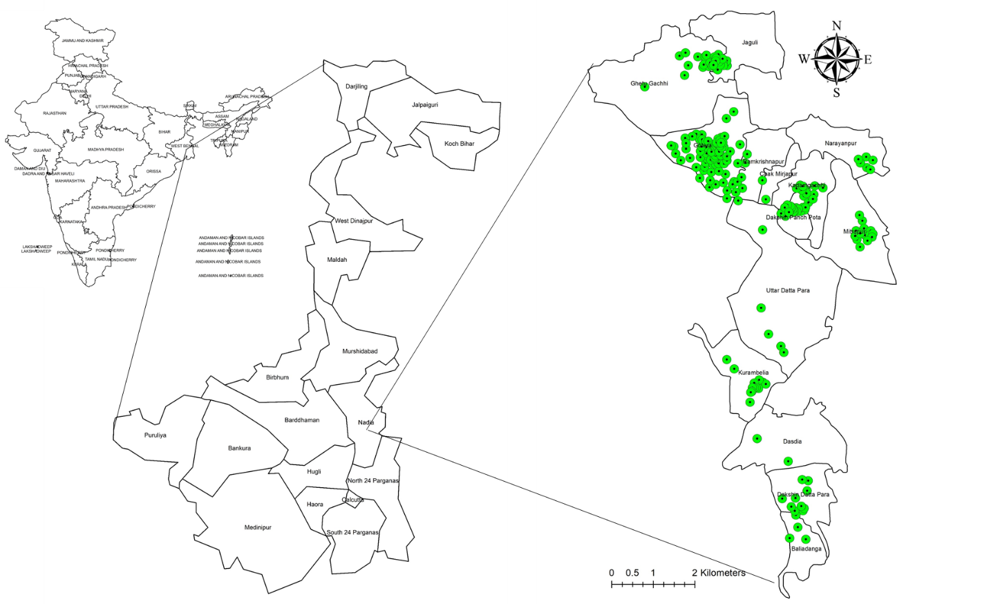 JAMMU AND KASHMIR
HIMACHAL PRADESH
PUNJAB
CHANDIGARH
HARYANA
DELHI
UTTAR PRADESH
RAJASTHAN
SIKKIM
ARUNACHAL PRADESH
ASSAM
NAGALAND
MEGHALAYA
MANIPUR
BIHAR
TRIPURA
MIZORAM
WEST BENGAL
GUJARAT
MADHYA PRADESH
DAMAN AND DIU
DADRA AND NAGAR HAVELI
ORISSA
MAHARASHTRA
ANDHRA PRADESH
PONDICHERRY
GOA
KARNATAKA
LAKSHADWEEP
LAKSHADWEEP
PONDICHERRY
PONDICHERRY
TAMIL NADU
PONDICHERRY
KERALA
ANDAMAN AND NICOBAR ISLANDS
ANDAMAN AND NICOBAR ISLANDS
ANDAMAN AND NICOBAR ISLANDS
ANDAMAN AND NICOBAR ISLANDS
ANDAMAN AND NICOBAR ISLANDS
Darjiling
Jalpaiguri
Koch Bihar
West Dinajpur
Maldah
Murshidabad
Birbhum
Barddhaman
Nadia
Puruliya
Bankura
Hugli
North 24 Parganas
Calcutta
Haora
Medinipur
South 24 Parganas
Jaguli
Ghetu Gachhi
Narayanpur
Ramkrishnapur
Chak Mirjapur
Dakshin Panch Pota
Uttar Datta Para
Kurambelia
Dasdia
Dakshin Datta Para
Baliadanga
N
W E
S
0 0.5 1 2 Kilometers